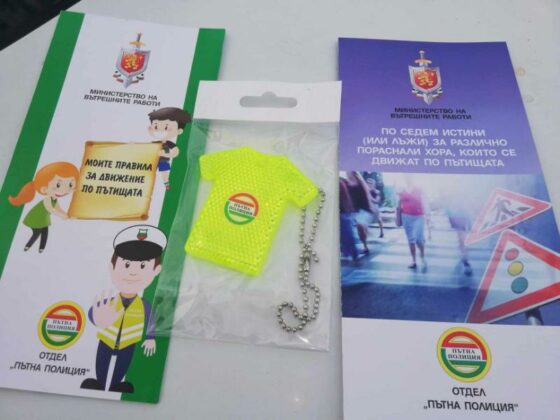 МИНИСТЕРСТВО НА
ВЪТРЕШНИТЕ РАБОТИ
МОИТЕ ПРАВИЛА
ЗА ДВИЖЕНИЕ
ПО ПЪТИЩАТА
ПЪТНА
ПОЛИЦИЯ
ОТДЕЛ
„ПЪТНА ПОЛИЦИЯ"
МИНИСТЕРСТВО НА
ВЪТРЕШНИТЕ РАБОТИ
ПО СЕДЕМ ИСТИНИ
(ИЛИ ЛЪЖИ) ЗА РАЗЛИЧНО
ПОРАСНАЛИ ХОРА, КОИТО СЕ
ДВИЖАТ ПО ПЪТИЩАТА
ПЪТНА
ПОЛИЦИЯ
ОТДЕЛ
„ПЪТНА ПОЛИЦИЯ"